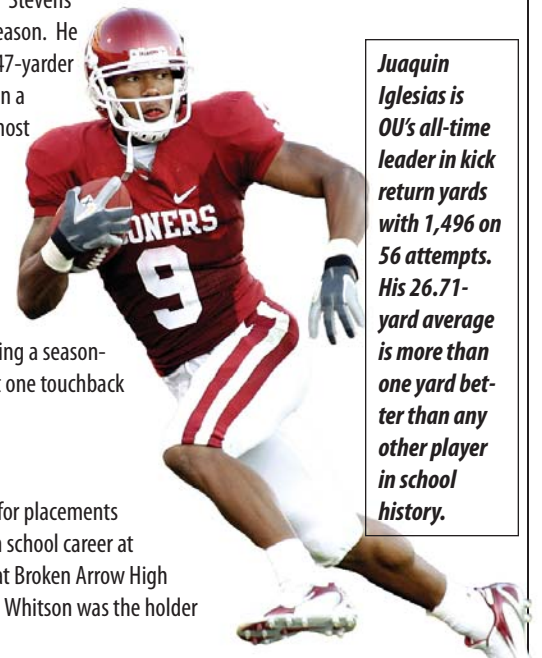 Stevens
eason. He
47-yarder
n a
nost
ing a season-
t one touchback
for placements
n school career at
at Broken Arrow High
Whitson was the holder
ONERS
9
Juaquin
Iglesias is
OU's all-time
leader in kick
return yards
with 1,496 on
56 attempts.
His 26.71-
yard average
is more than
one yard bet-
ter than any
other player
in school
history.